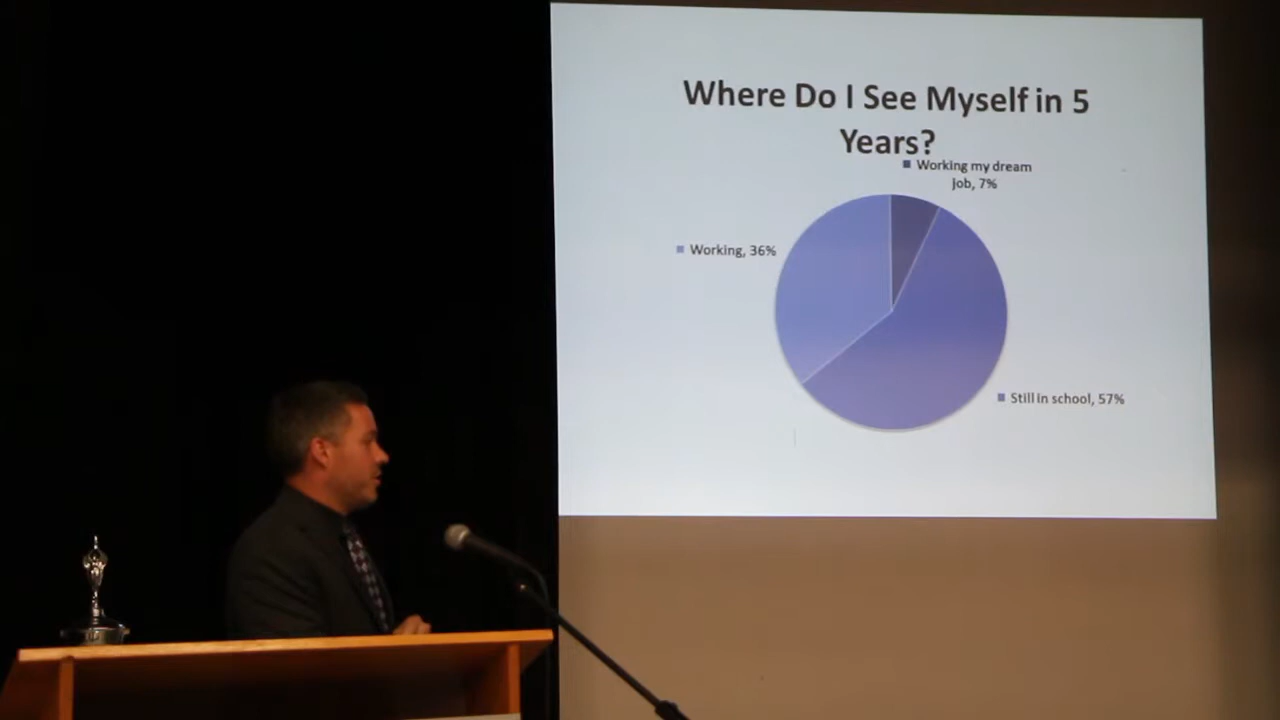 Where Do I See Myself in 5
Years?
Working my dream
job, 7%
Working, 36%
Still in school, 57%